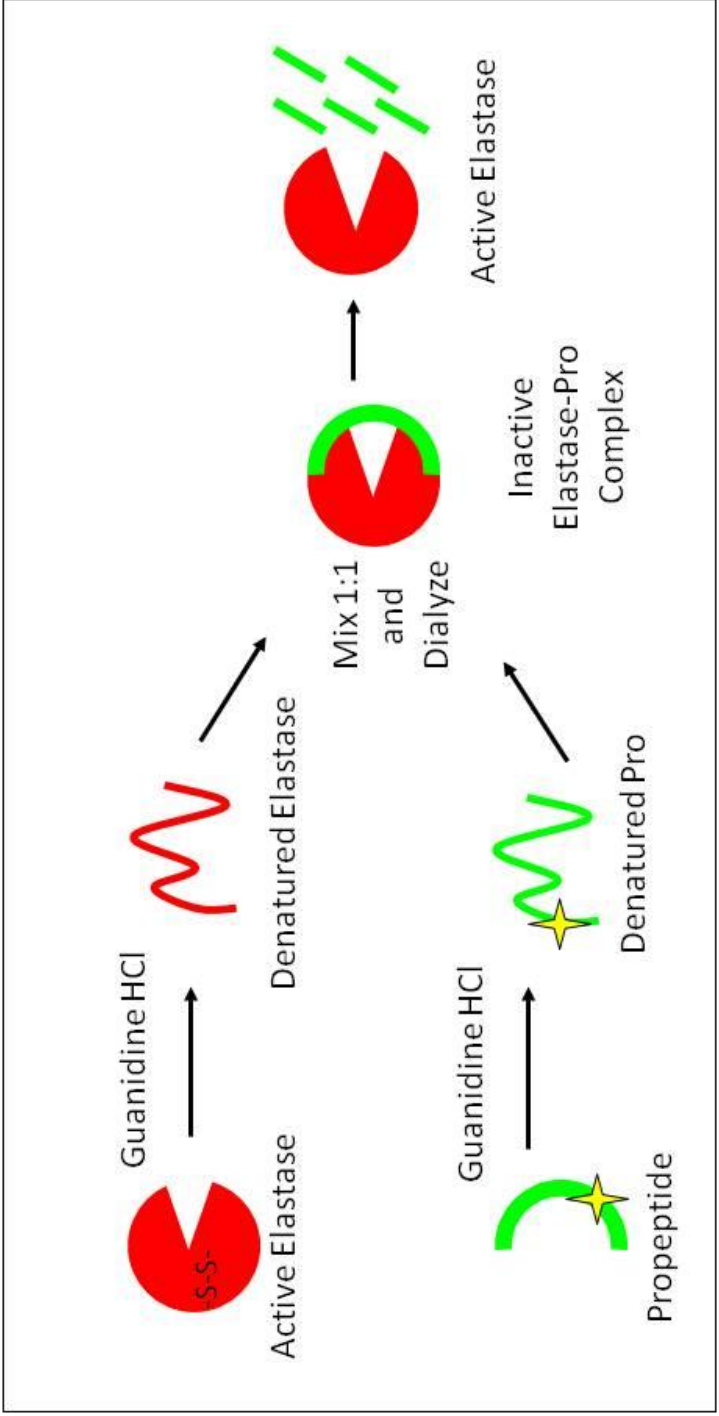 Guanidine HCl
-S-S-
Active Elastase
Denatured Elastase
Guanidine HCl
Propeptide
Denatured Pro
Mix 1:1
and
Dialyze
Inactive
Elastase-Pro
Complex
Active Elastase